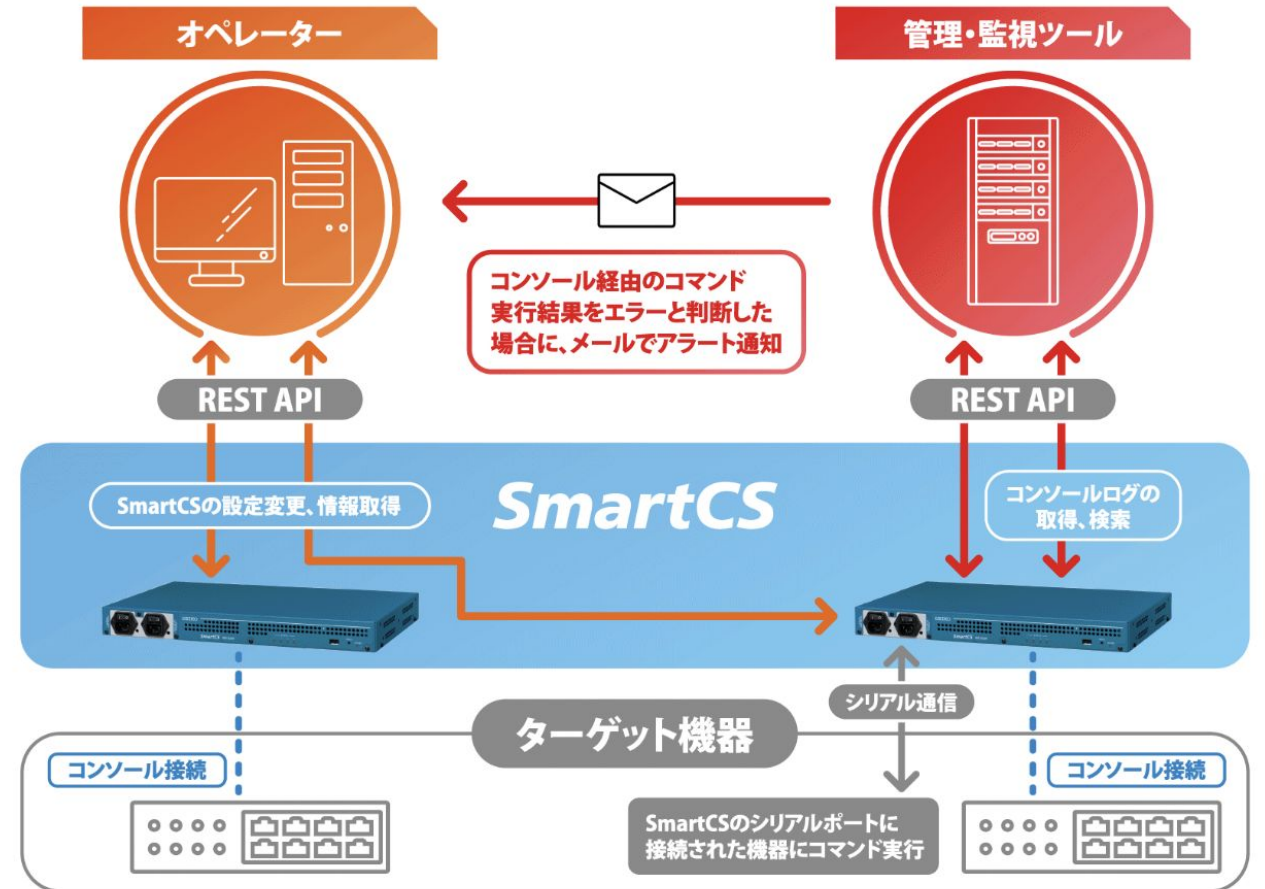 オペレーター
管理・監視ツール
コンソール経由のコマンド
実行結果をエラーと判断した
場合に、メールでアラート通知
REST API
REST API
SmartCSの設定変更、情報取得
SmartCS
コンソールログの
取得、検索
SmartCS
SmartCS
シリアル通信
ターゲット機器
コンソール接続
コンソール接続
SmartCSのシリアルポートに
接続された機器にコマンド実行